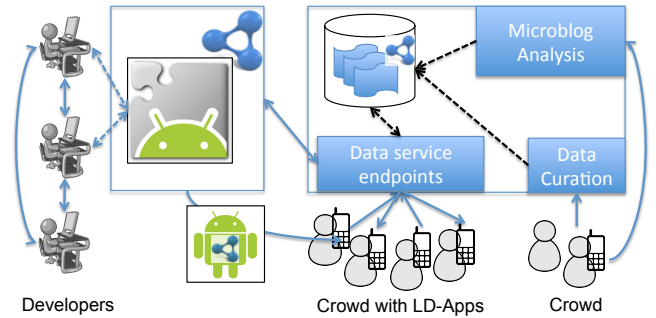 Microblog
Analysis
Data service
endpoints
Data
Curation
Developers
Crowd with LD-Apps
Crowd